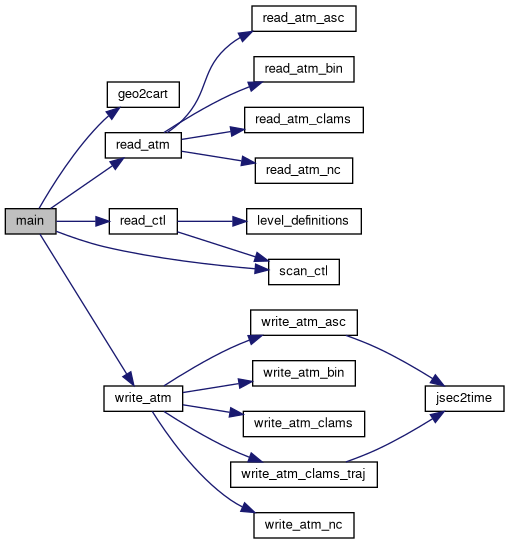 read_atm_asc
read_atm_bin
geo2cart
read_atm_clams
read_atm
read_atm_nc
main
read_ctl
level_definitions
scan_ctl
write_atm_asc
write_atm_bin
write_atm
jsec2time
write_atm_clams
write_atm_clams_traj
write_atm_nc